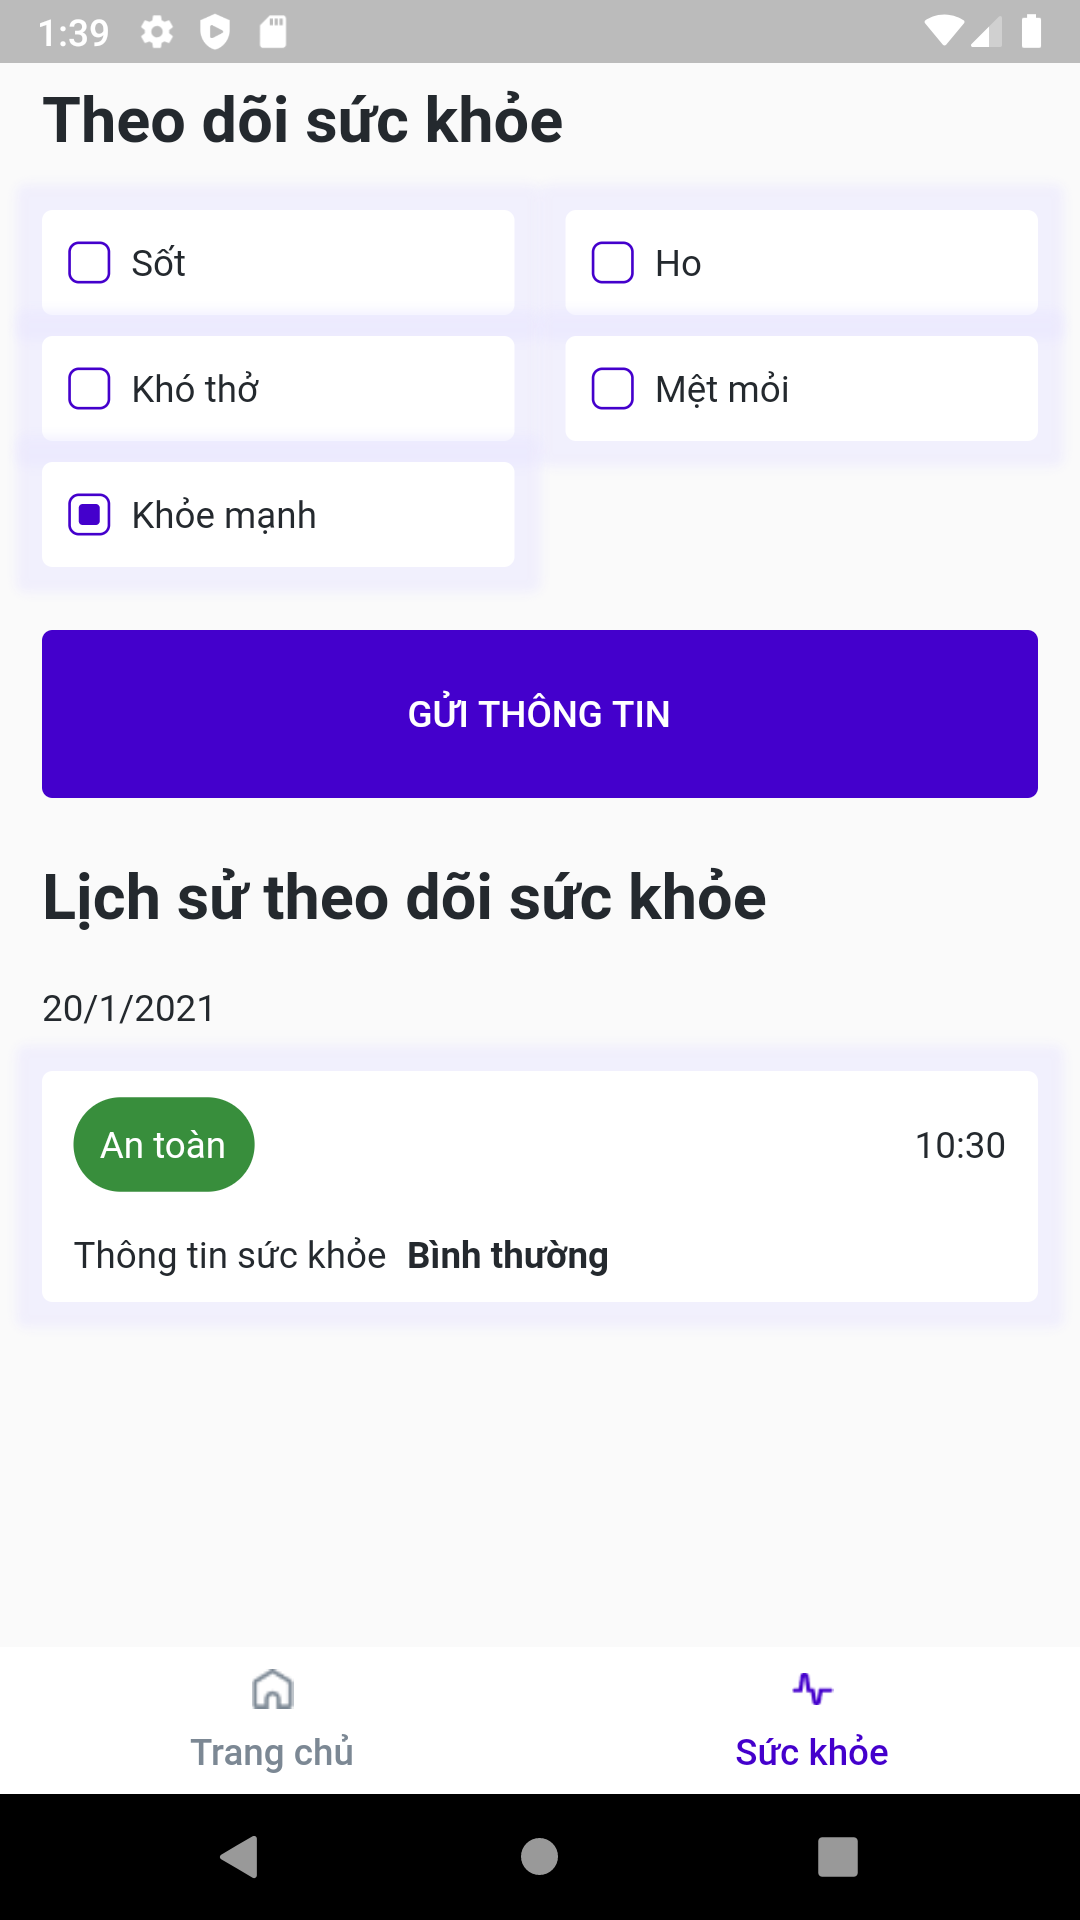 1:39
Theo dõi sức khỏe
Sốt
Ho
Khó thở
Mệt mỏi
Khỏe mạnh
GỬI THÔNG TIN
Lịch sử theo dõi sức khỏe
20/1/2021
An toàn
10:30
Thông tin sức khỏe Bình thường
Trang chủ
Sức khỏe